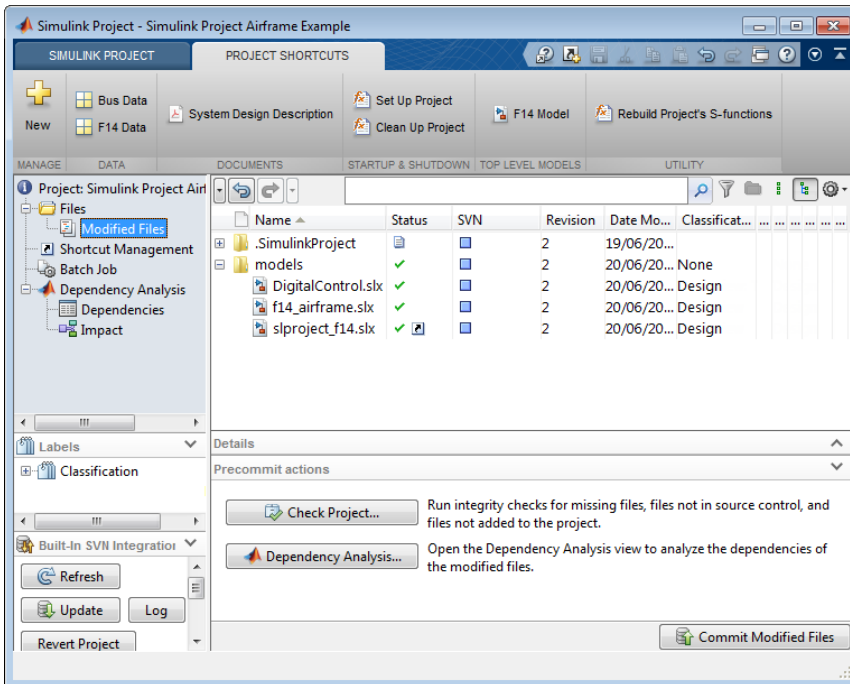 Simulink Project - Simulink Project Airframe Example
SIMULINK PROJECT PROJECT SHORTCUTS
New
Bus Data
F14 Data
System Design Description
Set Up Project
Clean Up Project
F14 Model
Rebuild Project's S-functions
MANAGE DATA DOCUMENTS STARTUP & SHUTDOWN TOP LEVEL MODELS UTILITY
Project: Simulink Project Airf
Files
Modified Files
Shortcut Management
Batch Job
Dependency Analysis
Dependencies
Impact
Name Status SVN Revision Date Mo... Classificat... ... ... ... ... ... ...
.SimulinkProject 2 19/06/20...
models 2 20/06/20... None
DigitalControl.slx 2 20/06/20... Design
f14_airframe.slx 2 20/06/20... Design
slproject_f14.slx 2 20/06/20... Design
Labels
Classification
Built-In SVN Integration
Refresh
Update Log
Revert Project
Details
Precommit actions
Check Project...
Run integrity checks for missing files, files not in source control, and
files not added to the project.
Dependency Analysis...
Open the Dependency Analysis view to analyze the dependencies of
the modified files.
Commit Modified Files